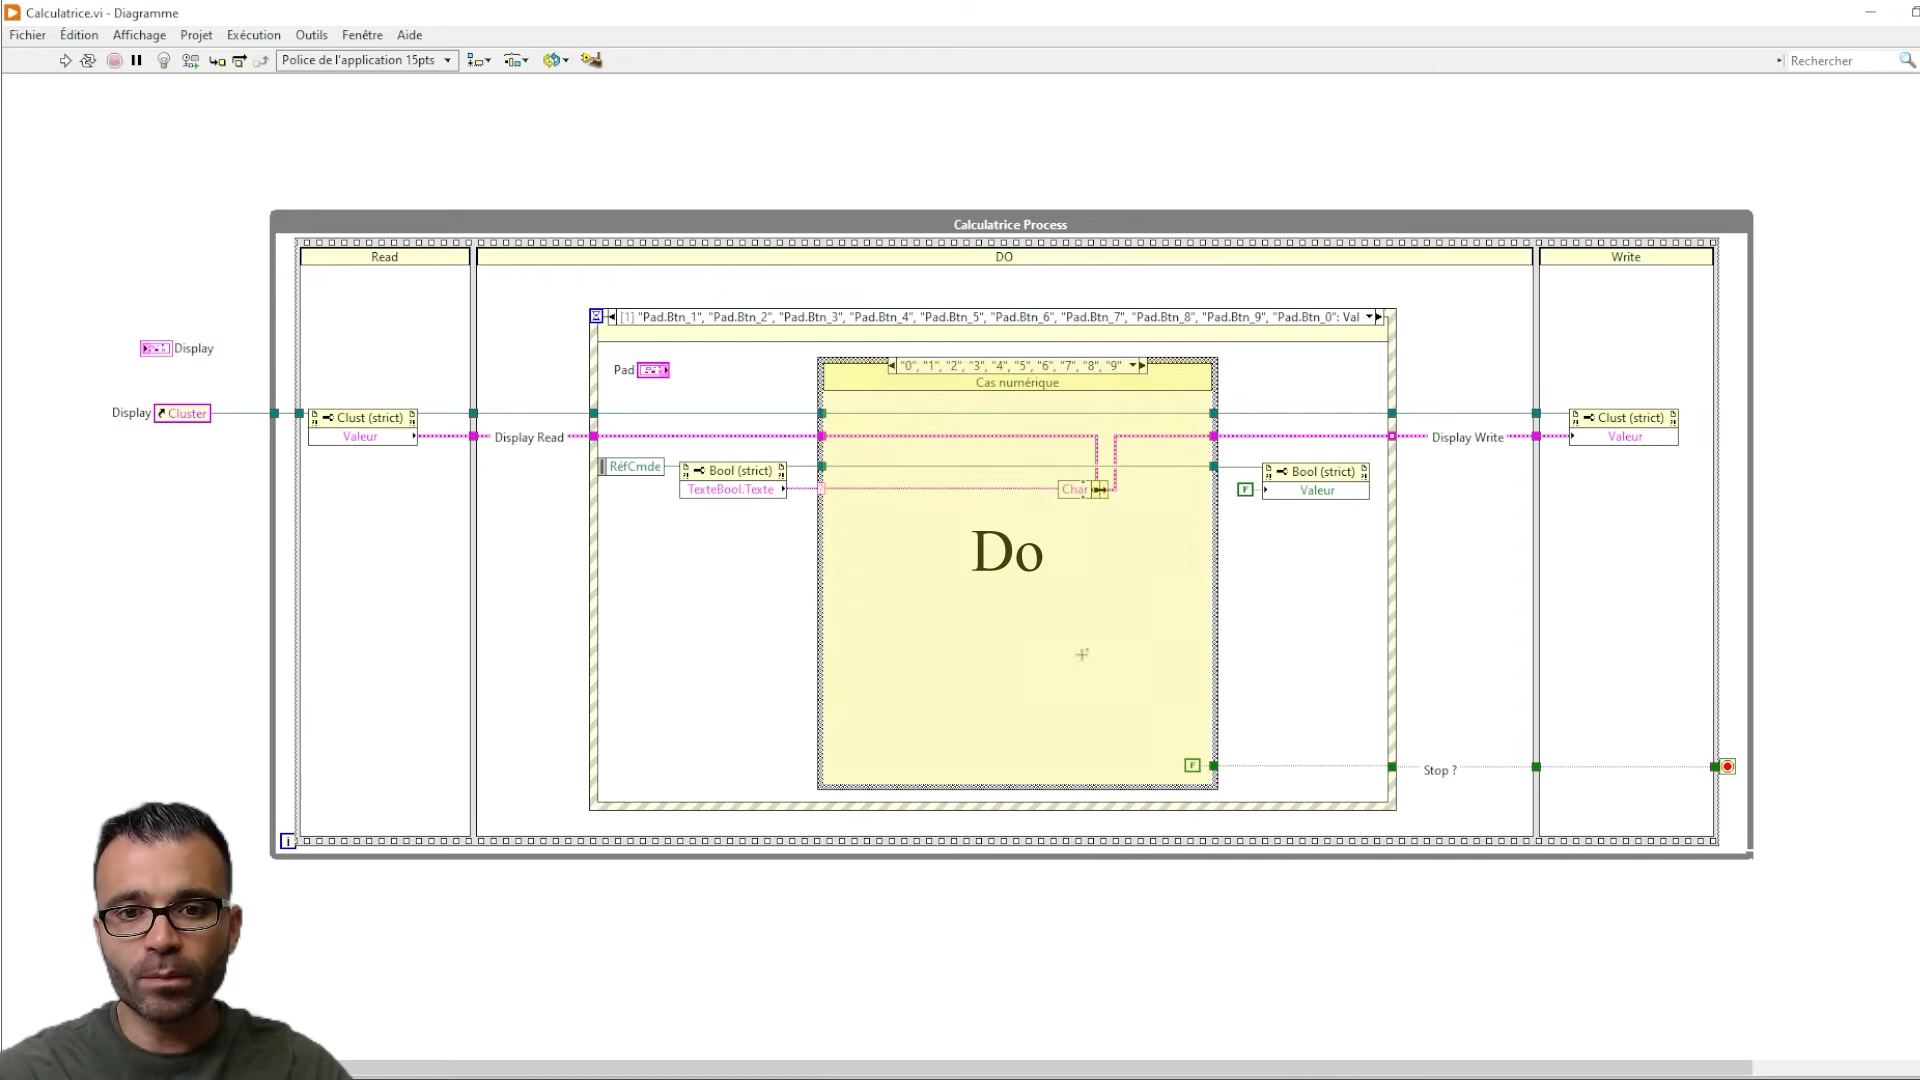 Calculatrice.vi - Diagramme
Fichier Édition Affichage Projet Exécution Outils Fenêtre Aide
Police de l'application 15pts
Rechercher
Calculatrice Process
Read
DO
Write
[1] "Pad.Btn_1", "Pad.Btn_2", "Pad.Btn_3", "Pad.Btn_4", "Pad.Btn_5", "Pad.Btn_6", "Pad.Btn_7", "Pad.Btn_8", "Pad.Btn_9", "Pad.Btn_0": Val
Display
Pad
"0", "1", "2", "3", "4", "5", "6", "7", "8", "9"
Cas numérique
Display Cluster
Clust (strict)
Valeur
Display Read
Display Write
Clust (strict)
Valeur
RéfCmde
Bool (strict)
TexteBool.Texte
Char
F
Bool (strict)
Valeur
Do
F
Stop ?
i